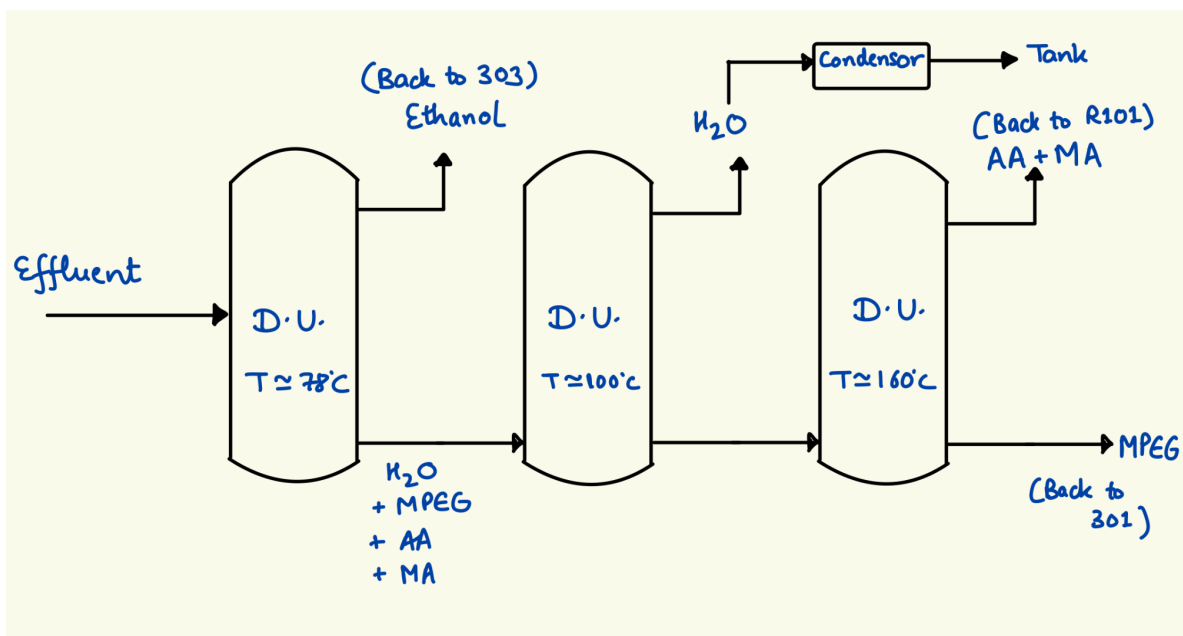 Effluent
D.U.
T≃78°C
(Back to 303)
Ethanol
H₂O
+ MPEG
+ AA
+ MA
D.U.
T≃100°C
H₂O
Condensor
Tank
D.U.
T≃160°C
(Back to R101)
AA + MA
MPEG
(Back to
301)